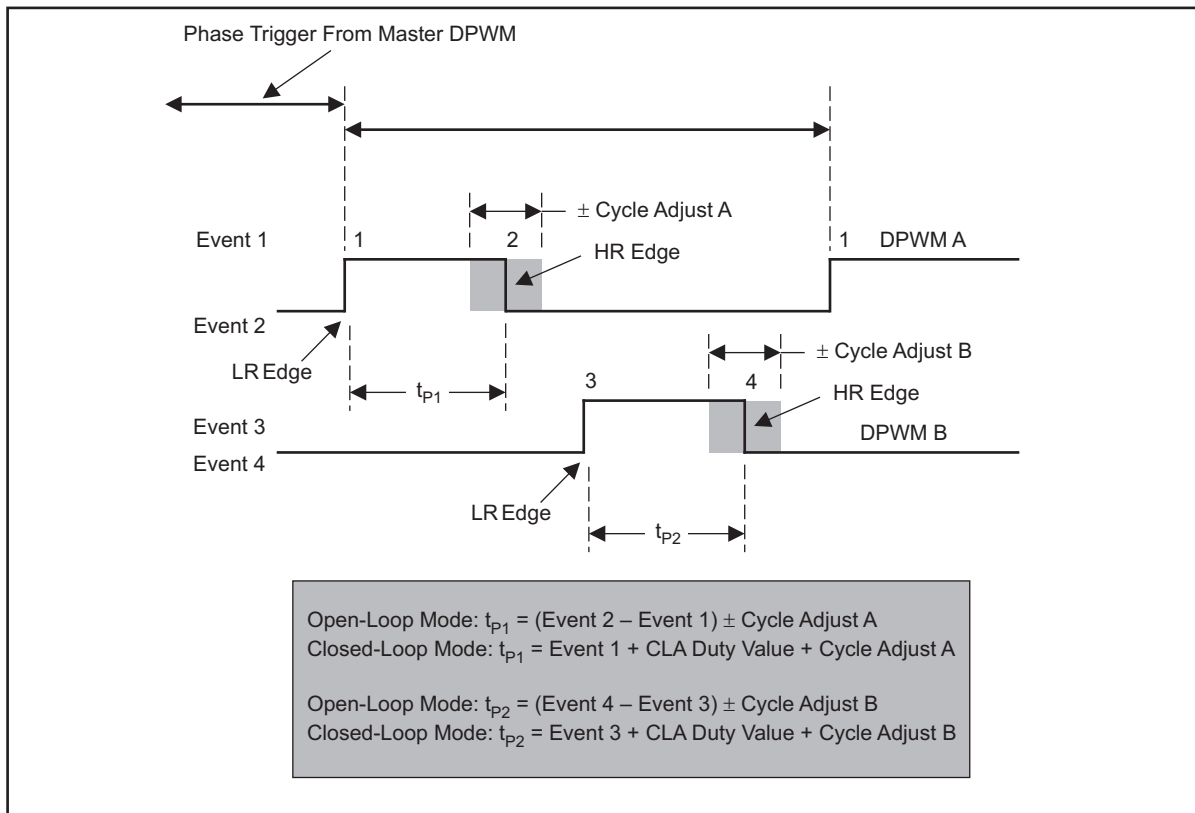 Phase Trigger From Master DPWM
± Cycle Adjust A
Event 1
1
2
1
DPWM A
HR Edge
Event 2
LR Edge
tP1
± Cycle Adjust B
3
4
HR Edge
Event 3
DPWM B
Event 4
LR Edge
tP2
Open-Loop Mode: tP1 = (Event 2 – Event 1) ± Cycle Adjust A
Closed-Loop Mode: tP1 = Event 1 + CLA Duty Value + Cycle Adjust A
Open-Loop Mode: tP2 = (Event 4 – Event 3) ± Cycle Adjust B
Closed-Loop Mode: tP2 = Event 3 + CLA Duty Value + Cycle Adjust B